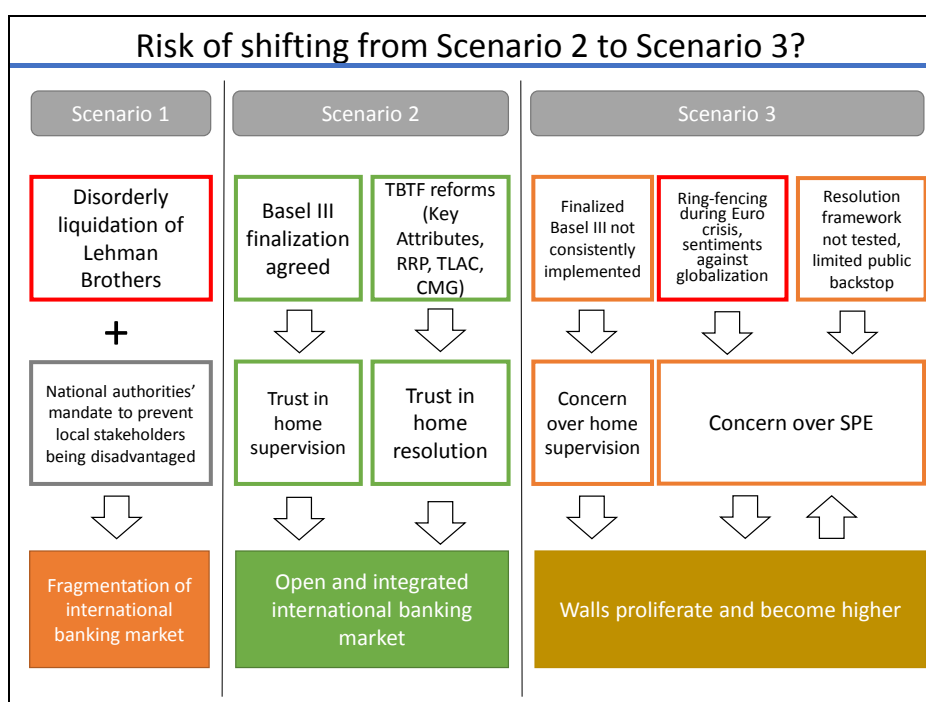 Risk of shifting from Scenario 2 to Scenario 3?
Scenario 1
Scenario 2
Scenario 3
Disorderly
liquidation of
Lehman
Brothers
+
National authorities'
mandate to prevent
local stakeholders
being disadvantaged
Fragmentation of
international
banking market
Basel III
finalization
agreed
TBTF reforms
(Key
Attributes,
RRP, TLAC,
CMG)
Trust in
home
supervision
Trust in
home
resolution
Open and integrated
international banking
market
Finalized
Basel III not
consistently
implemented
Ring-fencing
during Euro
crisis,
sentiments
against
globalization
Resolution
framework
not tested,
limited public
backstop
Concern
over home
supervision
Concern over SPE
Walls proliferate and become higher